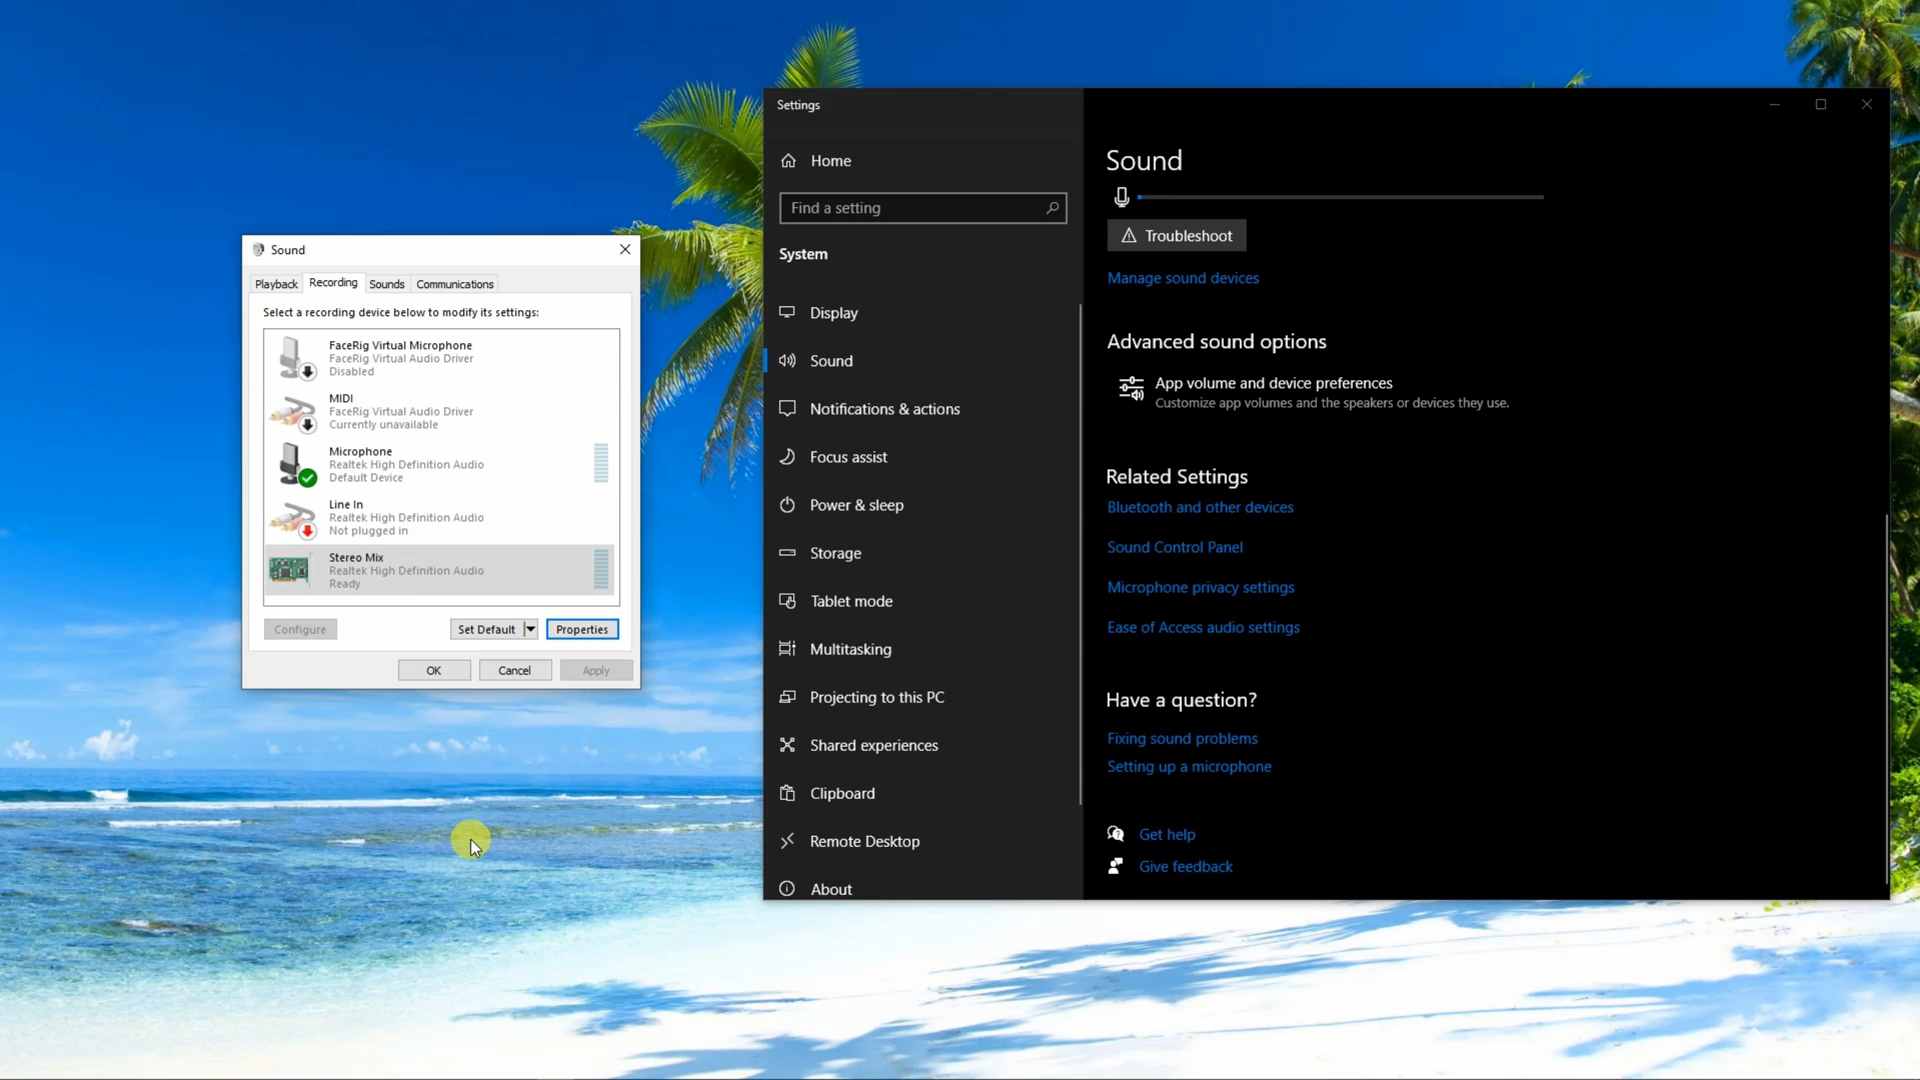 Sound
Playback
Recording
Sounds
Communications
Select a recording device below to modify its settings:
FaceRig Virtual Microphone
FaceRig Virtual Audio Driver
Disabled
MIDI
FaceRig Virtual Audio Driver
Currently unavailable
Microphone
Realtek High Definition Audio
Default Device
Line In
Realtek High Definition Audio
Not plugged in
Stereo Mix
Realtek High Definition Audio
Ready
Configure
Set Default
Properties
OK
Cancel
Apply
Settings
Home
Find a setting
System
Display
Sound
Notifications & actions
Focus assist
Power & sleep
Storage
Tablet mode
Multitasking
Projecting to this PC
Shared experiences
Clipboard
Remote Desktop
About
Sound
Troubleshoot
Manage sound devices
Advanced sound options
App volume and device preferences
Customize app volumes and the speakers or devices they use.
Related Settings
Bluetooth and other devices
Sound Control Panel
Microphone privacy settings
Ease of Access audio settings
Have a question?
Fixing sound problems
Setting up a microphone
Get help
Give feedback